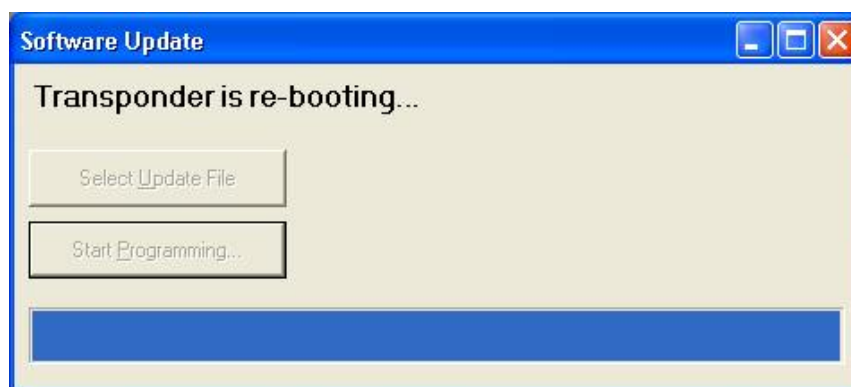 Software Update
Transponder is re-booting...
Select Update File
Start Programming...